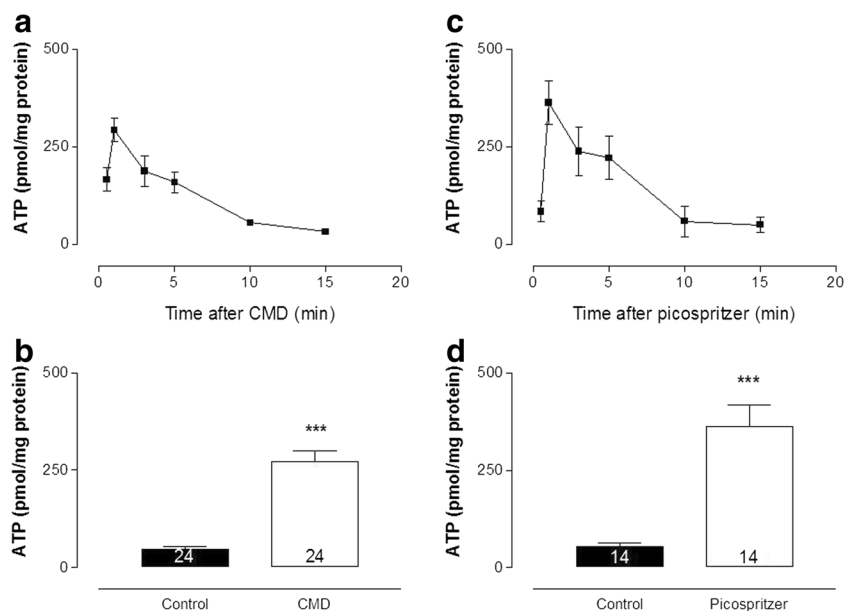 a
ATP (pmol/mg protein)
500
250
0
0 5 10 15 20
Time after CMD (min)
c
ATP (pmol/mg protein)
500
250
0
0 5 10 15 20
Time after picospritzer (min)
b
ATP (pmol/mg protein)
500
250
0
***
24 24
Control CMD
d
ATP (pmol/mg protein)
500
250
0
***
14 14
Control Picospritzer